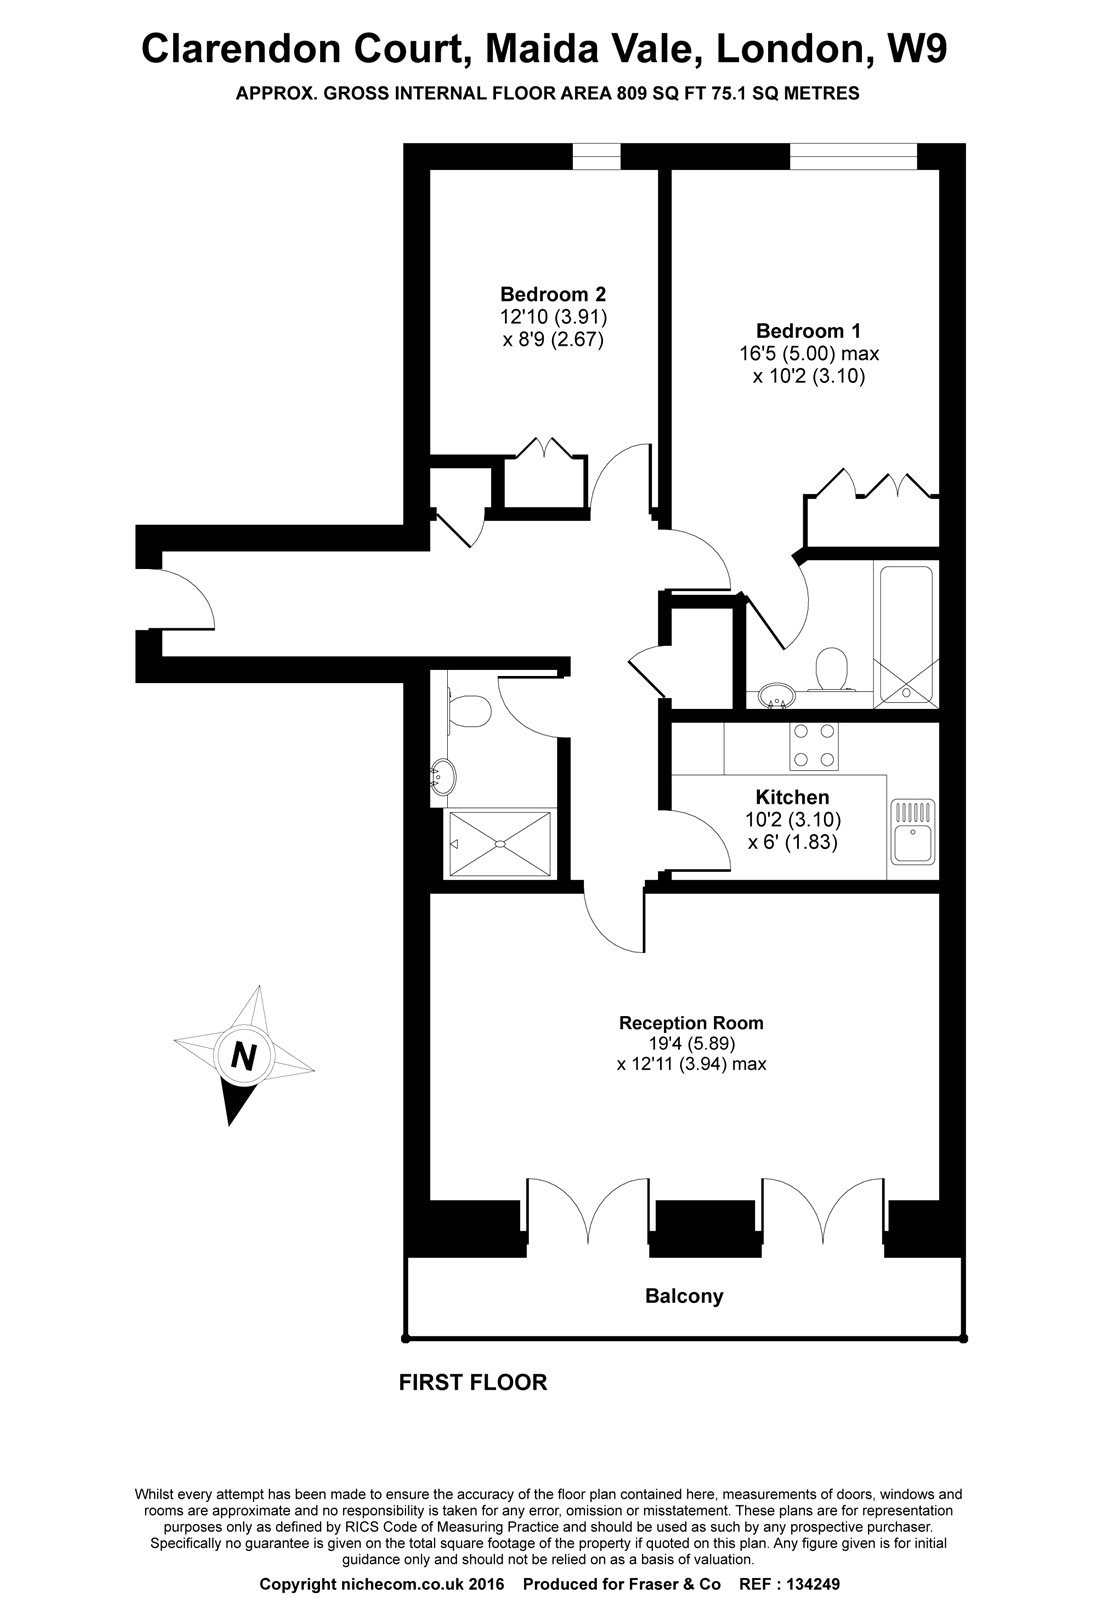 Clarendon Court, Maida Vale, London, W9
APPROX. GROSS INTERNAL FLOOR AREA 809 SQ FT 75.1 SQ METRES
Bedroom 2
12'10 (3.91)
x 8'9 (2.67)
Bedroom 1
16'5 (5.00) max
x 10'2 (3.10)
Kitchen
10'2 (3.10)
x 6' (1.83)
Reception Room
19'4 (5.89)
x 12'11 (3.94) max
N
Balcony
FIRST FLOOR
Whilst every attempt has been made to ensure the accuracy of the floor plan contained here, measurements of doors, windows and
rooms are approximate and no responsibility is taken for any error, omission or misstatement. These plans are for representation
purposes only as defined by RICS Code of Measuring Practice and should be used as such by any prospective purchaser.
Specifically no guarantee is given on the total square footage of the property if quoted on this plan. Any figure given is for initial
guidance only and should not be relied on as a basis of valuation.
Copyright nichecom.co.uk 2016 Produced for Fraser & Co REF : 134249